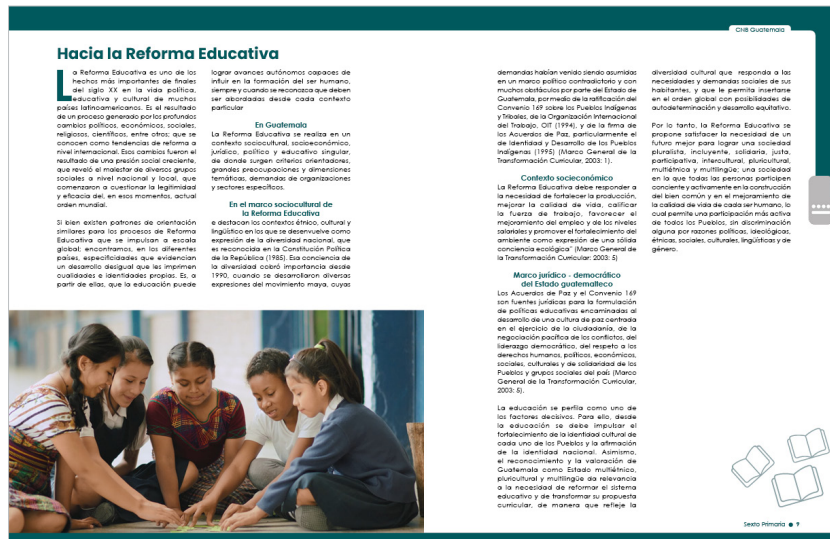 CNB Guatemala
Hacia la Reforma Educativa
La Reforma Educativa es uno de los
hechos más importantes de finales
del siglo XX en la vida política,
educativa y cultural de muchos
países latinoamericanos. Es el resultado
de un proceso generado por los profundos
cambios políticos, económicos, sociales,
religiosos, científicos, entre otros; que se
conocen como tendencias de reforma a
nivel internacional. Esos cambios fueron el
resultado de una presión social creciente,
que reveló el malestar de diversos grupos
sociales a nivel nacional y local, que
comenzaron a cuestionar la legitimidad
y eficacia del, en esos momentos, actual
orden mundial.
Si bien existen patrones de orientación
similares para los procesos de Reforma
Educativa que se impulsan a escala
global; encontramos, en los diferentes
países, especificidades que evidencian
un desarrollo desigual que les imprimen
cualidades e identidades propias. Es, a
partir de ellas, que la educación puede
lograr avances autónomos capaces de
influir en la formación del ser humano,
siempre y cuando se reconozca que deben
ser abordadas desde cada contexto
particular
En Guatemala
La Reforma Educativa se realiza en un
contexto sociocultural, socioeconómico,
jurídico, político y educativo singular,
de donde surgen criterios orientadores,
grandes preocupaciones y dimensiones
temáticas, demandas de organizaciones
y sectores específicos.
En el marco sociocultural de
la Reforma Educativa
e destacan los contextos étnico, cultural y
lingüístico en los que se desenvuelve como
expresión de la diversidad nacional, que
es reconocida en la Constitución Política
de la República (1985). Esa conciencia de
la diversidad cobró importancia desde
1990, cuando se desarrollaron diversas
expresiones del movimiento maya, cuyas
demandas habían venido siendo asumidas
en un marco político contradictorio y con
muchos obstáculos por parte del Estado de
Guatemala, por medio de la ratificación del
Convenio 169 sobre los Pueblos Indígenas
y Tribales, de la Organización Internacional
del Trabajo, OIT (1994), y de la firma de
los Acuerdos de Paz, particularmente el
de Identidad y Desarrollo de los Pueblos
Indígenas (1995) (Marco General de la
Transformación Curricular, 2003: 1).
Contexto socioeconómico
La Reforma Educativa debe responder a
la necesidad de fortalecer la producción,
mejorar la calidad de vida, calificar
la fuerza de trabajo, favorecer el
mejoramiento del empleo y de los niveles
salariales y promover el fortalecimiento del
ambiente como expresión de una sólida
conciencia ecológica” (Marco General de
la Transformación Curricular: 2003: 5)
Marco jurídico - democrático
del Estado guatemalteco
Los Acuerdos de Paz y el Convenio 169
son fuentes jurídicas para la formulación
de políticas educativas encaminadas al
desarrollo de una cultura de paz centrada
en el ejercicio de la ciudadanía, de la
negociación pacífica de los conflictos, del
liderazgo democrático, del respeto a los
derechos humanos, políticos, económicos,
sociales, culturales y de solidaridad de los
Pueblos y grupos sociales del país (Marco
General de la Transformación Curricular,
2003: 5).
La educación se perfila como uno de
los factores decisivos. Para ello, desde
la educación se debe impulsar el
fortalecimiento de la identidad cultural de
cada uno de los Pueblos y la afirmación
de la identidad nacional. Asimismo,
el reconocimiento y la valoración de
Guatemala como Estado multiétnico,
pluricultural y multilingüe da relevancia
a la necesidad de reformar el sistema
educativo y de transformar su propuesta
curricular, de manera que refleje la
diversidad cultural que responda a las
necesidades y demandas sociales de sus
habitantes, y que le permita insertarse
en el orden global con posibilidades de
autodeterminación y desarrollo equitativo.
Por lo tanto, la Reforma Educativa se
propone satisfacer la necesidad de un
futuro mejor para lograr una sociedad
pluralista, incluyente, solidaria, justa,
participativa, intercultural, pluricultural,
multiétnica y multilingüe; una sociedad
en la que todas las personas participen
conciente y activamente en la construcción
del bien común y en el mejoramiento de
la calidad de vida de cada ser humano, lo
cual permite una participación más activa
de todos los Pueblos, sin discriminación
alguna por razones políticas, ideológicas,
étnicas, sociales, culturales, lingüísticas y de
género.
Sexto Primaria ● 9